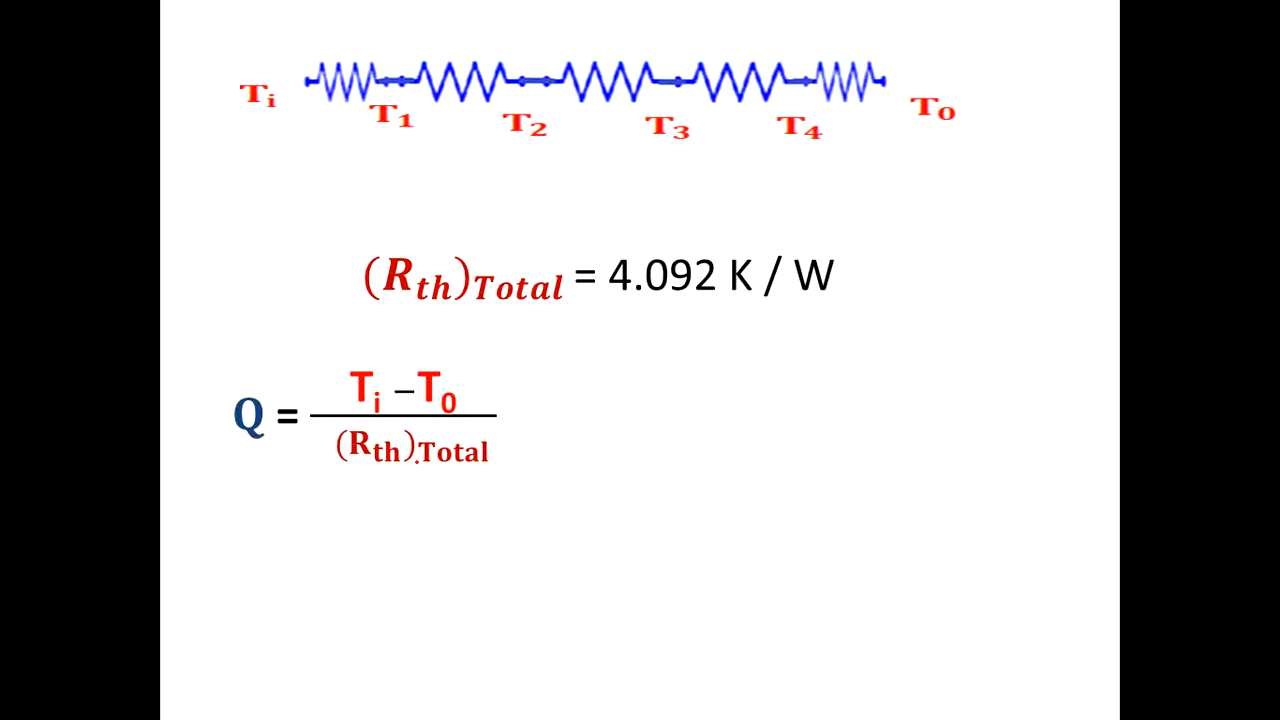 Tᵢ T₁ T₂ T₃ T₄ T₀
(Rₜₕ)Total = 4.092 K / W
Q = Tᵢ – T₀
(Rₜₕ)Total